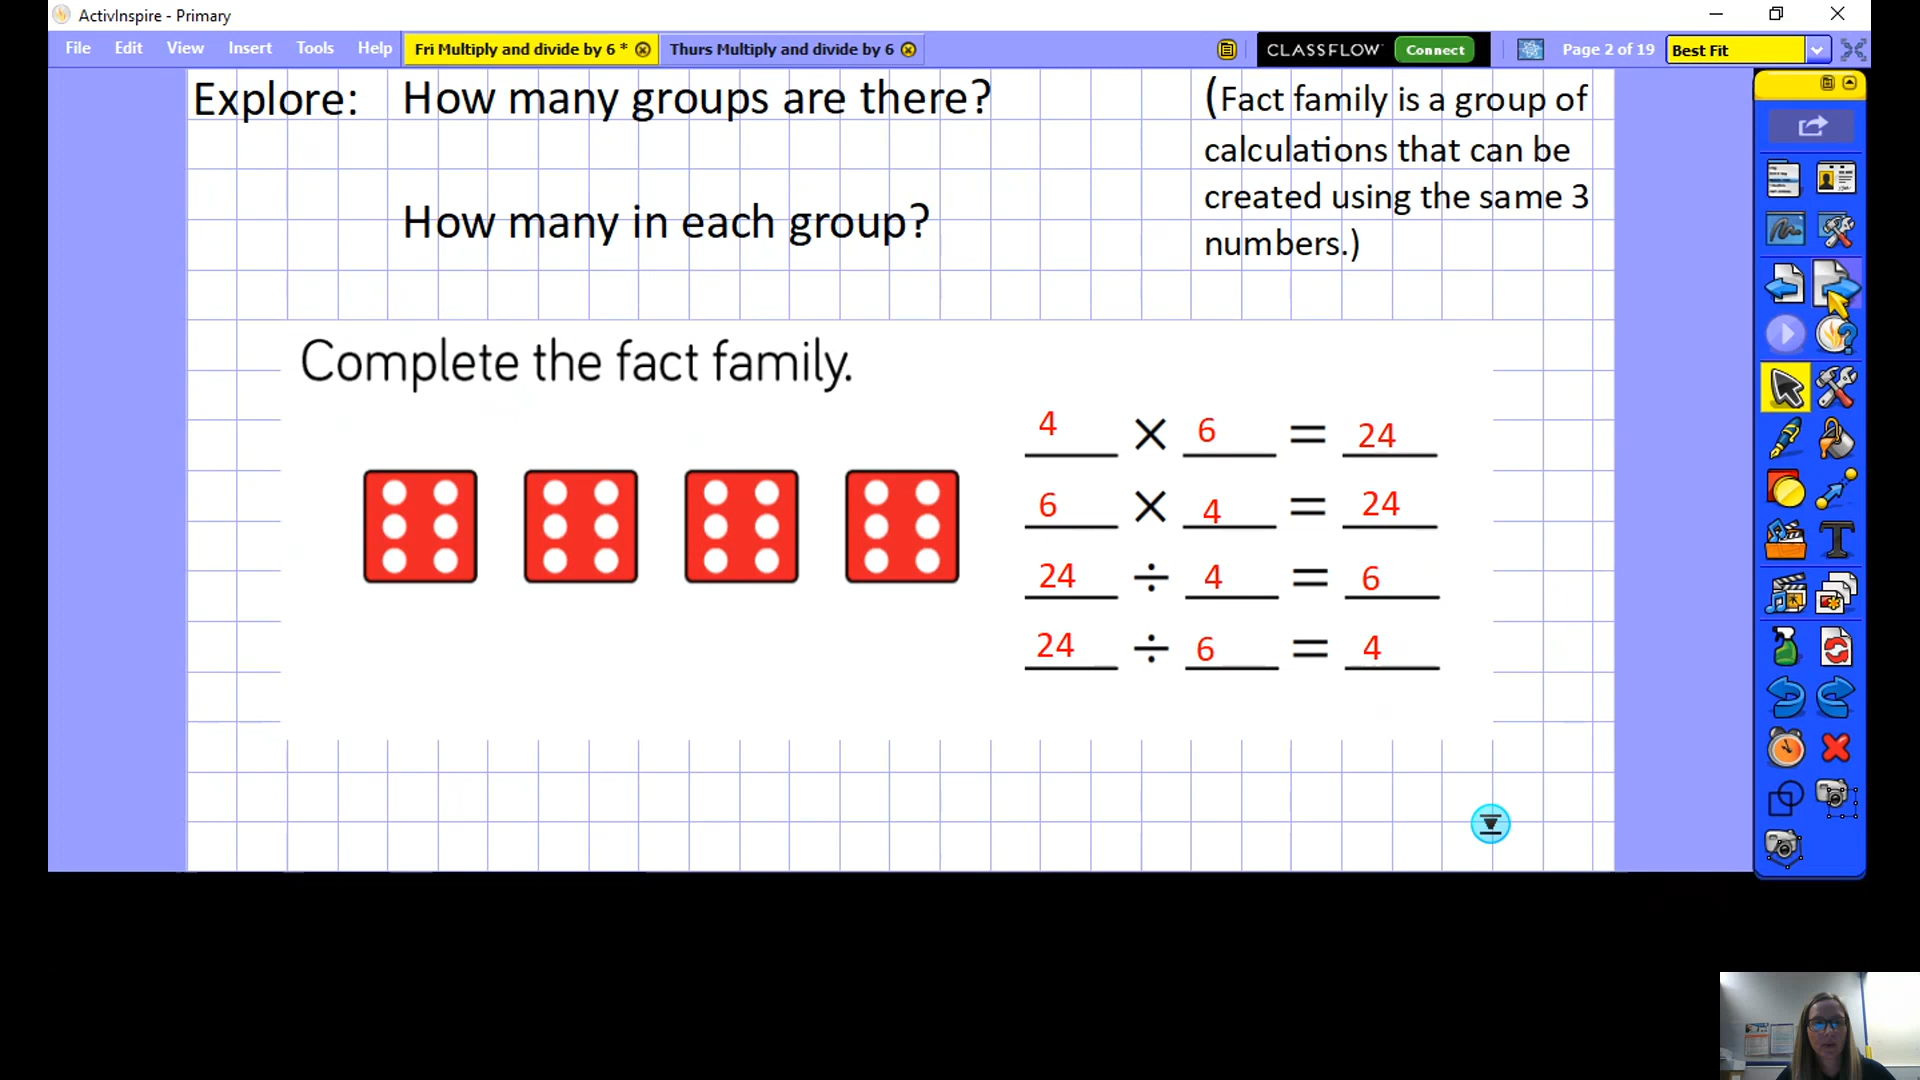 ActivInspire - Primary
File Edit View Insert Tools Help Fri Multiply and divide by 6 * Thurs Multiply and divide by 6 CLASSFLOW Connect Page 2 of 19 Best Fit
Explore: How many groups are there?
(Fact family is a group of
calculations that can be
created using the same 3
numbers.)
How many in each group?
Complete the fact family.
4 × 6 = 24
6 × 4 = 24
24 ÷ 4 = 6
24 ÷ 6 = 4